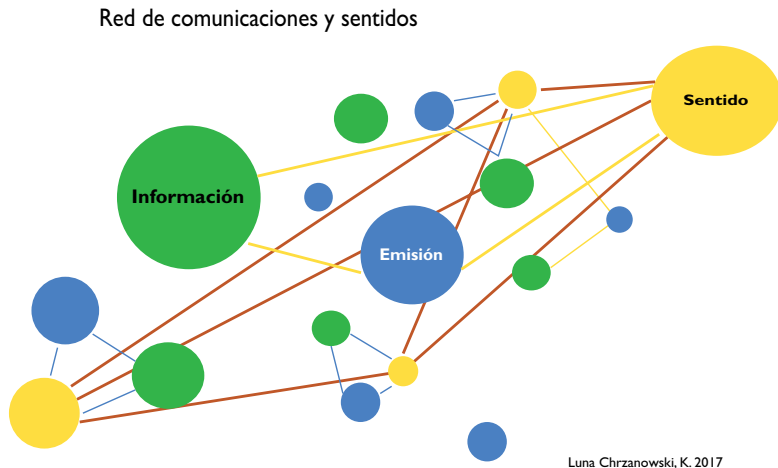 Red de comunicaciones y sentidos
Sentido
Información
Emisión
Luna Chrzanowski, K. 2017